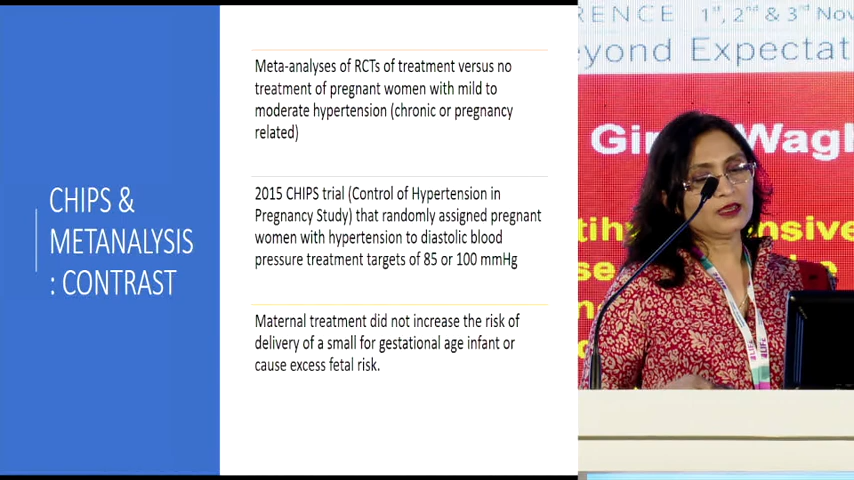 CHIPS &
METANALYSIS
: CONTRAST
Meta-analyses of RCTs of treatment versus no
treatment of pregnant women with mild to
moderate hypertension (chronic or pregnancy
related)
2015 CHIPS trial (Control of Hypertension in
Pregnancy Study) that randomly assigned pregnant
women with hypertension to diastolic blood
pressure treatment targets of 85 or 100 mmHg
Maternal treatment did not increase the risk of
delivery of a small for gestational age infant or
cause excess fetal risk.
RENCE 1st, 2nd & 3rd Nov
eyond Expectat
Wagh